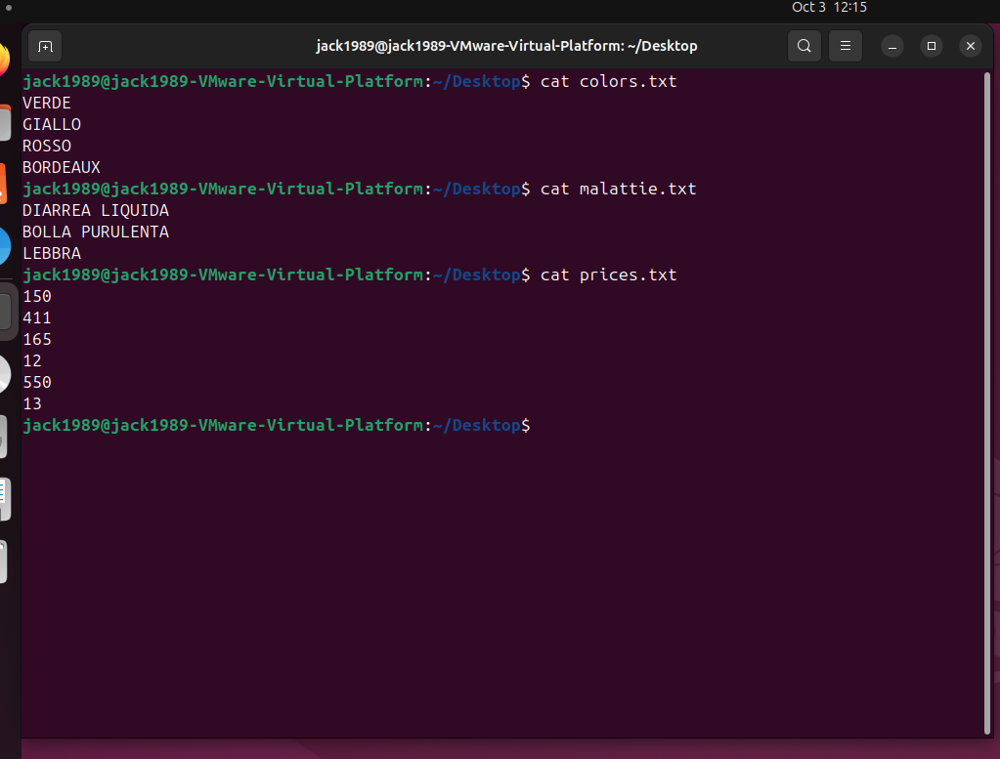 Oct 3 12:15
jack1989@jack1989-VMware-Virtual-Platform: ~/Desktop
jack1989@jack1989-VMware-Virtual-Platform:~/Desktop$ cat colors.txt
VERDE
GIALLO
ROSSO
BORDEAUX
jack1989@jack1989-VMware-Virtual-Platform:~/Desktop$ cat malattie.txt
DIARREA LIQUIDA
BOLLA PURULENTA
LEBBRA
jack1989@jack1989-VMware-Virtual-Platform:~/Desktop$ cat prices.txt
150
411
165
12
550
13
jack1989@jack1989-VMware-Virtual-Platform:~/Desktop$